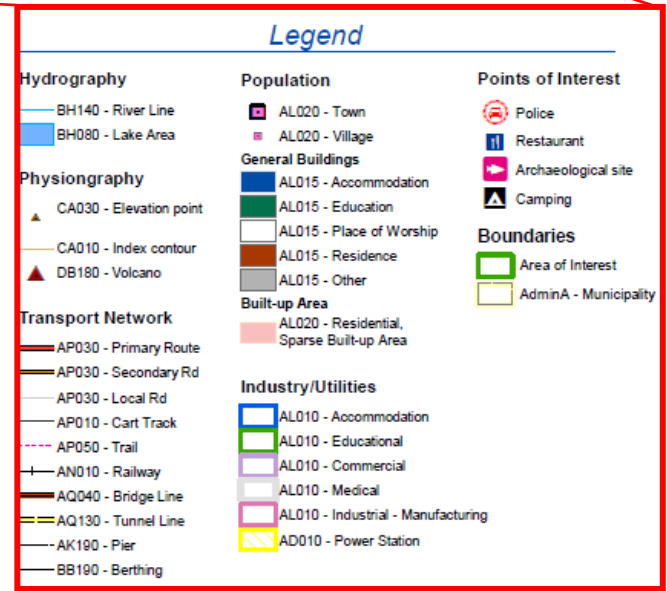 Legend
Hydrography
BH140 - River Line
BH080 - Lake Area
Physiongraphy
CA030 - Elevation point
CA010 - Index contour
DB180 - Volcano
Transport Network
AP030 - Primary Route
AP030 - Secondary Rd
AP030 - Local Rd
AP010 - Cart Track
AP050 - Trail
AN010 - Railway
AQ040 - Bridge Line
AQ130 - Tunnel Line
AK190 - Pier
BB190 - Berthing
Population
AL020 - Town
AL020 - Village
General Buildings
AL015 - Accommodation
AL015 - Education
AL015 - Place of Worship
AL015 - Residence
AL015 - Other
Built-up Area
AL020 - Residential,
Sparse Built-up Area
Industry/Utilities
AL010 - Accommodation
AL010 - Educational
AL010 - Commercial
AL010 - Medical
AL010 - Industrial - Manufacturing
AD010 - Power Station
Points of Interest
Police
Restaurant
Archaeological site
Camping
Boundaries
Area of Interest
AdminA - Municipality